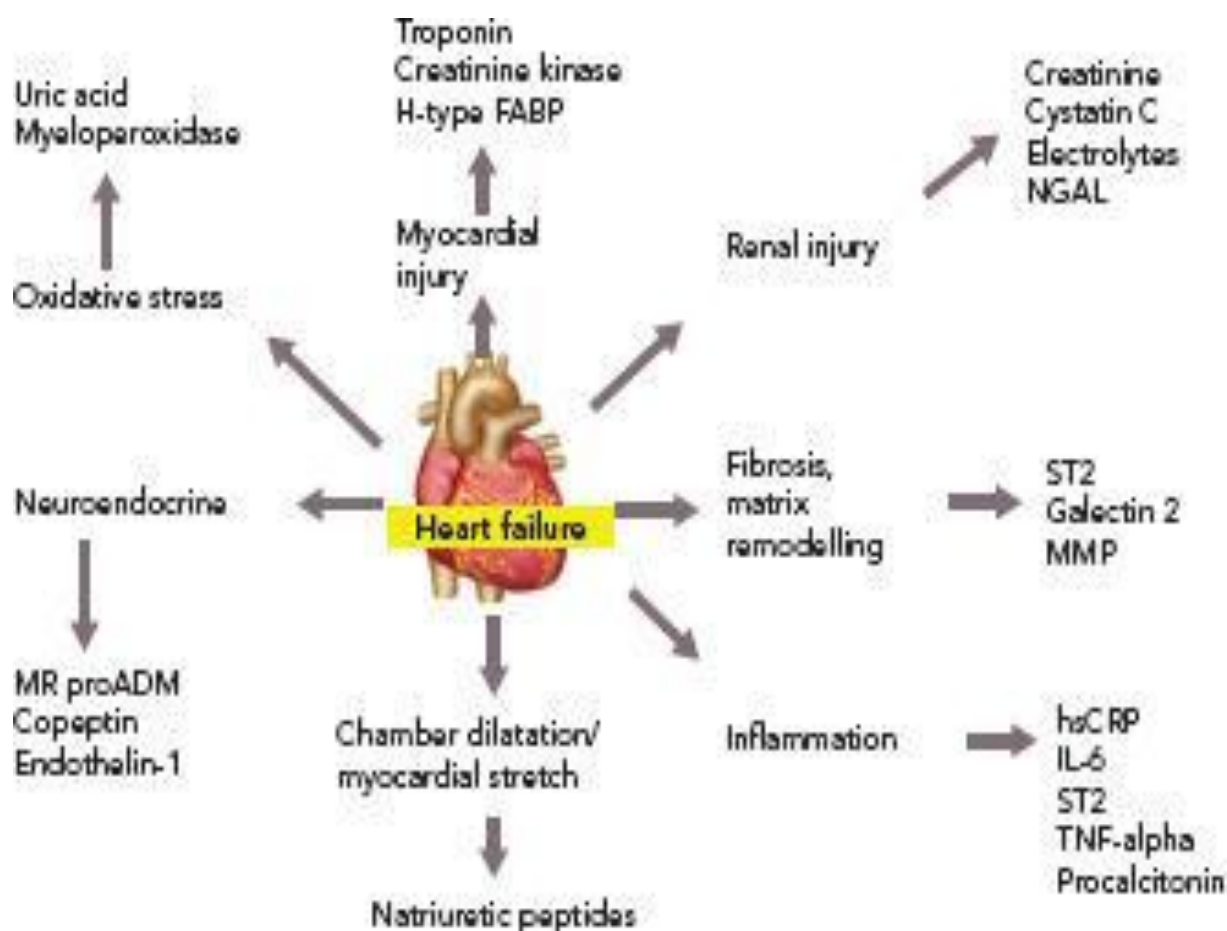 Troponin
Creatinine kinase
H-type FABP
Uric acid
Myeloperoxidase
Creatinine
Cystatin C
Electrolytes
NGAL
Myocardial
injury
Renal injury
Oxidative stress
Neuroendocrine
Heart failure
Fibrosis,
matrix
remodelling
ST2
Galectin 2
MMP
MR proADM
Copeptin
Endothelin-1
Chamber dilatation/
myocardial stretch
Inflammation
hsCRP
IL-6
ST2
TNF-alpha
Procalcitonin
Natriuretic peptides